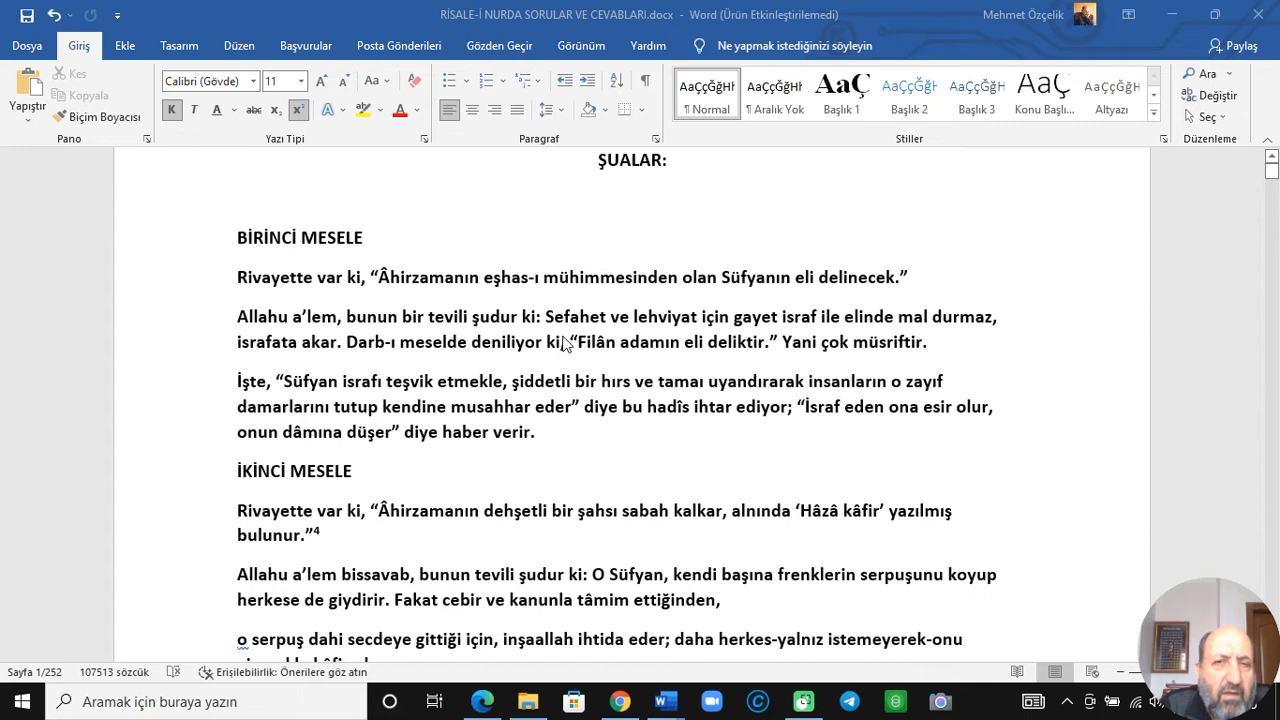 RİSALE-İ NURDA SORULAR VE CEVABLARI.docx - Word (Ürün Etkinleştirilemedi)
Mehmet Özçelik
Dosya Giriş Ekle Tasarım Düzen Başvurular Posta Gönderileri Gözden Geçir Görünüm Yardım Ne yapmak istediğinizi söyleyin Paylaş
Yapıştır
Kes
Kopyala
Biçim Boyacısı
Pano
Calibri (Gövde) 11
Yazı Tipi
Paragraf
AaÇçĞğH AaÇçĞğH AaÇ AaÇçĞğł AaÇçĞğH AaÇç AaÇçĞğH
¶ Normal ¶ Aralık Yok Başlık 1 Başlık 2 Başlık 3 Konu Başlı... Altyazı
Stiller
Ara
Değiştir
Seç
Düzenleme
ŞUALAR:
BİRİNCİ MESELE
Rivayette var ki, “Âhirzamanın eşhas-ı mühimmesinden olan Süfyanın eli delinecek.”
Allahu a’lem, bunun bir tevili şudur ki: Sefahet ve lehviyat için gayet israf ile elinde mal durmaz,
israfata akar. Darb-ı meselde deniliyor ki, “Filân adamın eli deliktir.” Yani çok müsriftir.
İşte, “Süfyan israfı teşvik etmekle, şiddetli bir hırs ve tamaı uyandırarak insanların o zayıf
damarlarını tutup kendine musahhar eder” diye bu hadîs ihtar ediyor; “İsraf eden ona esir olur,
onun dâmına düşer” diye haber verir.
İKİNCİ MESELE
Rivayette var ki, “Âhirzamanın dehşetli bir şahsı sabah kalkar, alnında ‘Hâzâ kâfir’ yazılmış
bulunur.”4
Allahu a’lem bissavab, bunun tevili şudur ki: O Süfyan, kendi başına frenklerin serpuşunu koyup
herkese de giydirir. Fakat cebir ve kanunla tâmim ettiğinden,
o serpuş dahi secdeye gittiği için, inşaallah ihtida eder; daha herkes-yalnız istemeyerek-onu
Sayfa 1/252 107513 sözcük Erişilebilirlik: Önerilere göz atın
Aramak için buraya yazın